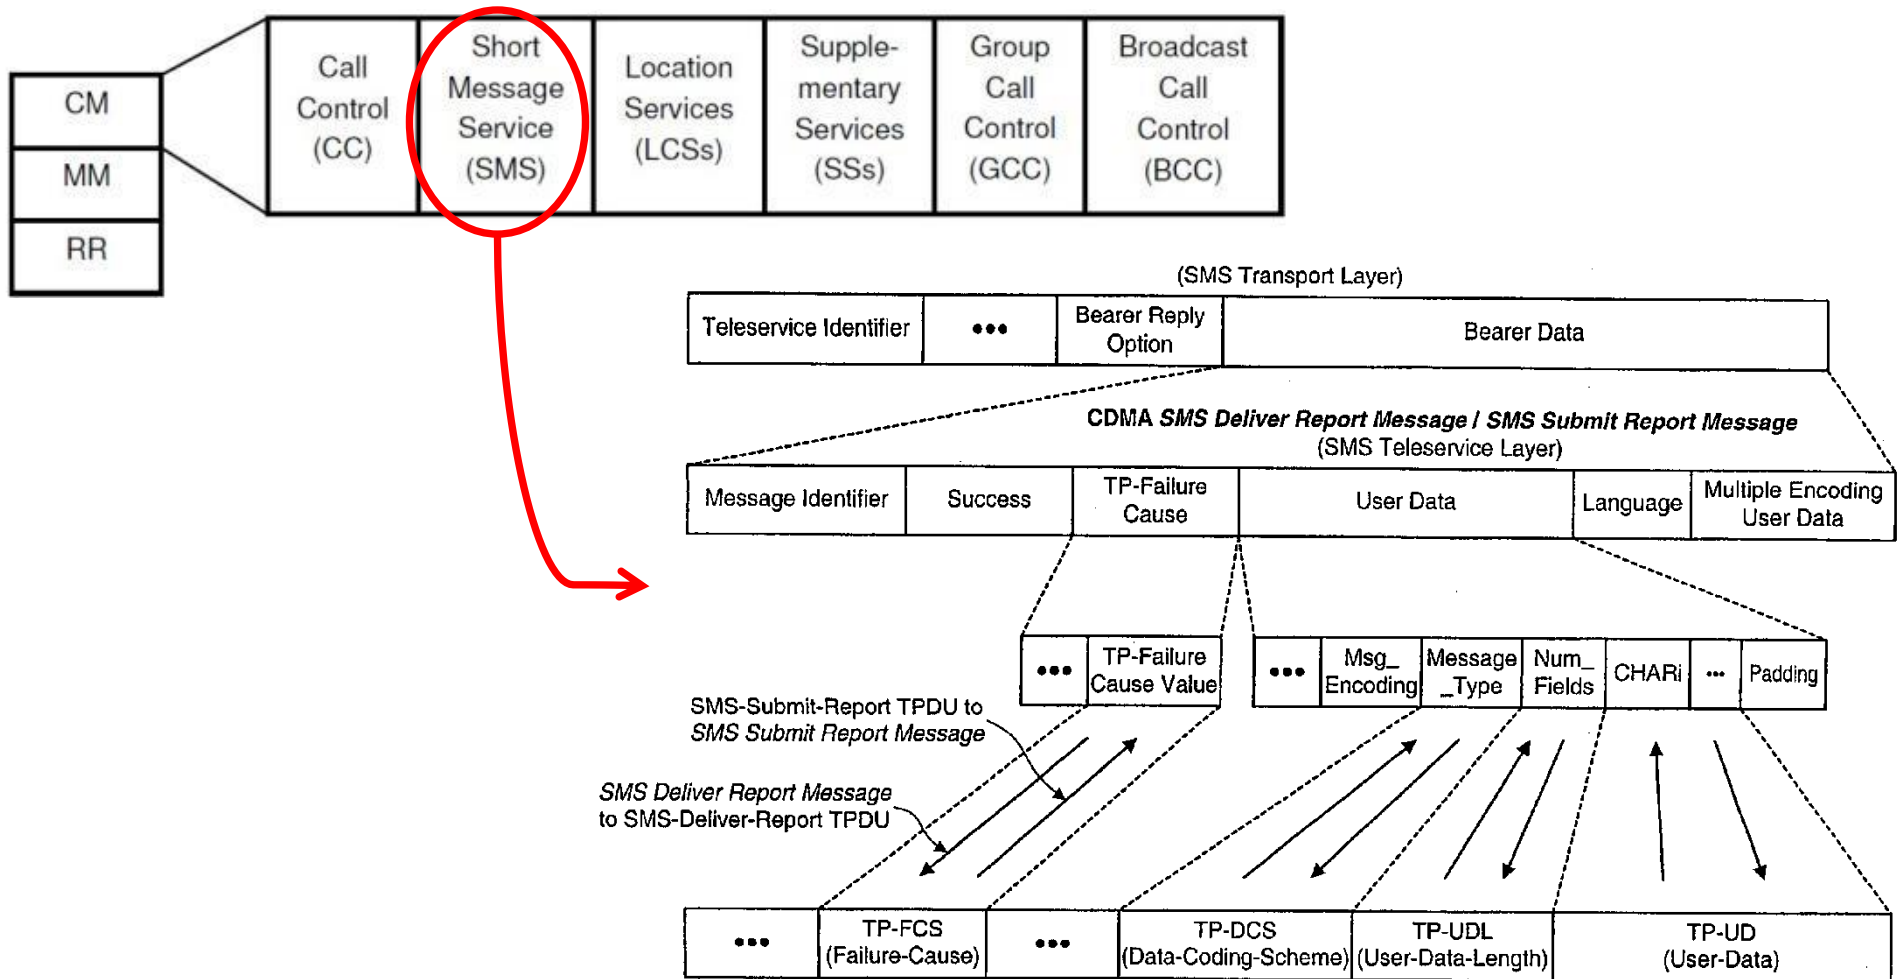 CM
MM
RR
Call
Control
(CC)
Short
Message
Service
(SMS)
Location
Services
(LCSs)
Supple-
mentary
Services
(SSs)
Group
Call
Control
(GCC)
Broadcast
Call
Control
(BCC)
(SMS Transport Layer)
Teleservice Identifier
•••
Bearer Reply
Option
Bearer Data
CDMA SMS Deliver Report Message / SMS Submit Report Message
(SMS Teleservice Layer)
Message Identifier
Success
TP-Failure
Cause
User Data
Language
Multiple Encoding
User Data
•••
TP-Failure
Cause Value
•••
Msg_
Encoding
Message
_Type
Num_
Fields
CHARi
•••
Padding
SMS-Submit-Report TPDU to
SMS Submit Report Message
SMS Deliver Report Message
to SMS-Deliver-Report TPDU
•••
TP-FCS
(Failure-Cause)
•••
TP-DCS
(Data-Coding-Scheme)
TP-UDL
(User-Data-Length)
TP-UD
(User-Data)